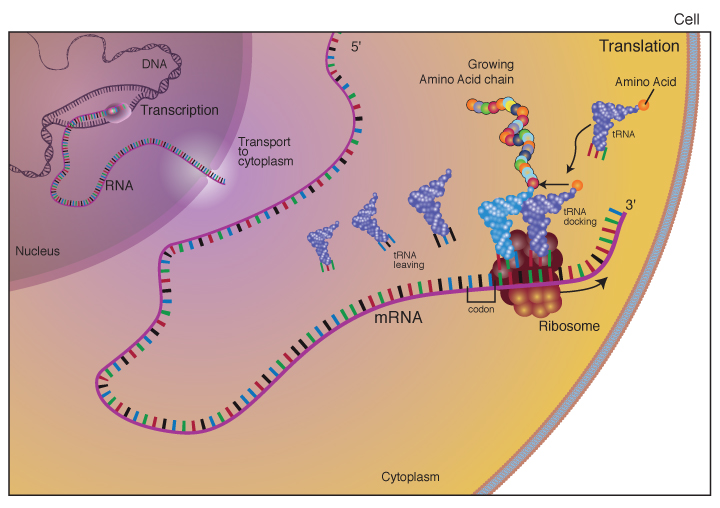 Cell
5'
Translation
DNA
Growing
Amino Acid chain
Amino Acid
Transcription
tRNA
Transport
to
cytoplasm
RNA
tRNA
docking
3'
Nucleus
tRNA
leaving
codon
mRNA
Ribosome
Cytoplasm